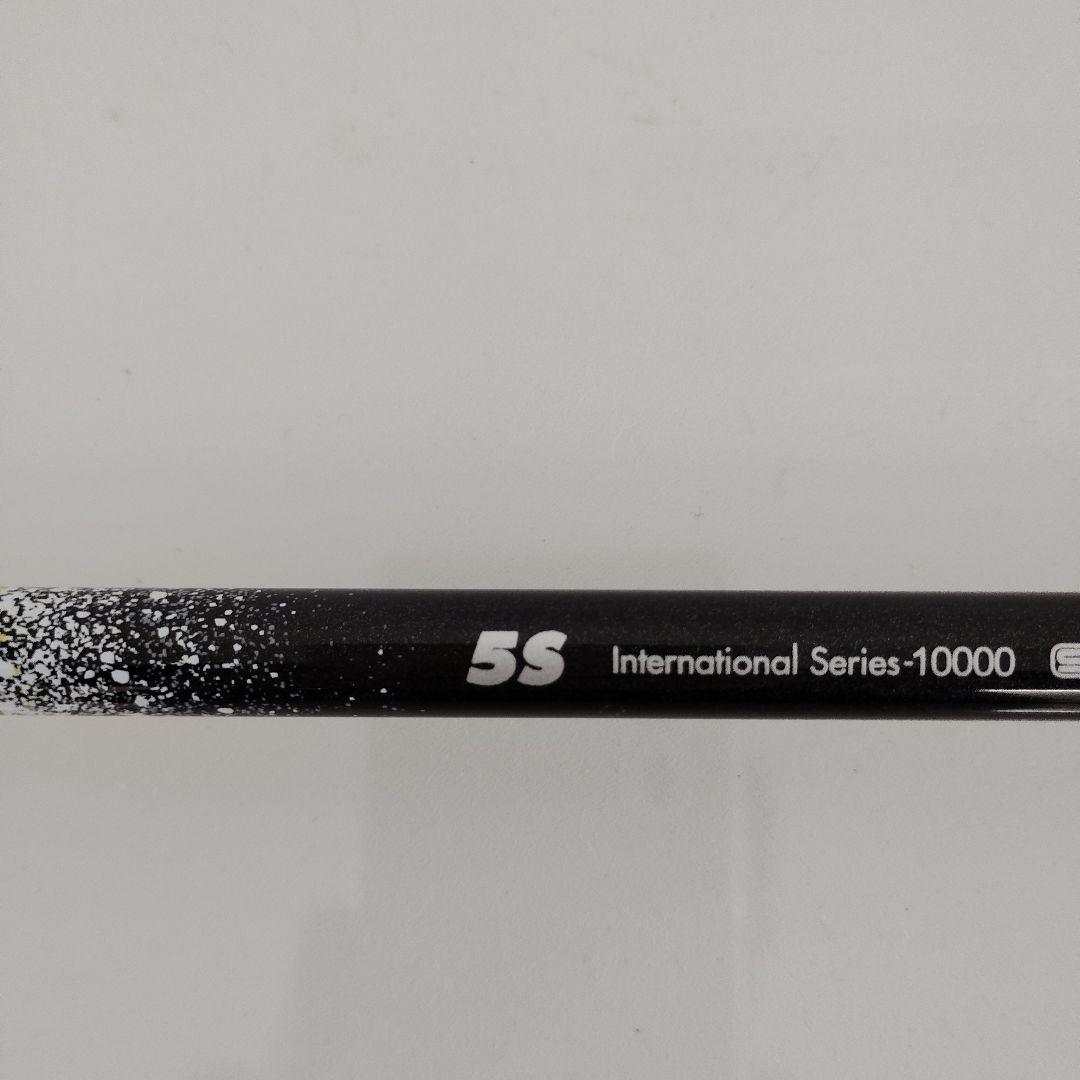 5S International Series-10000